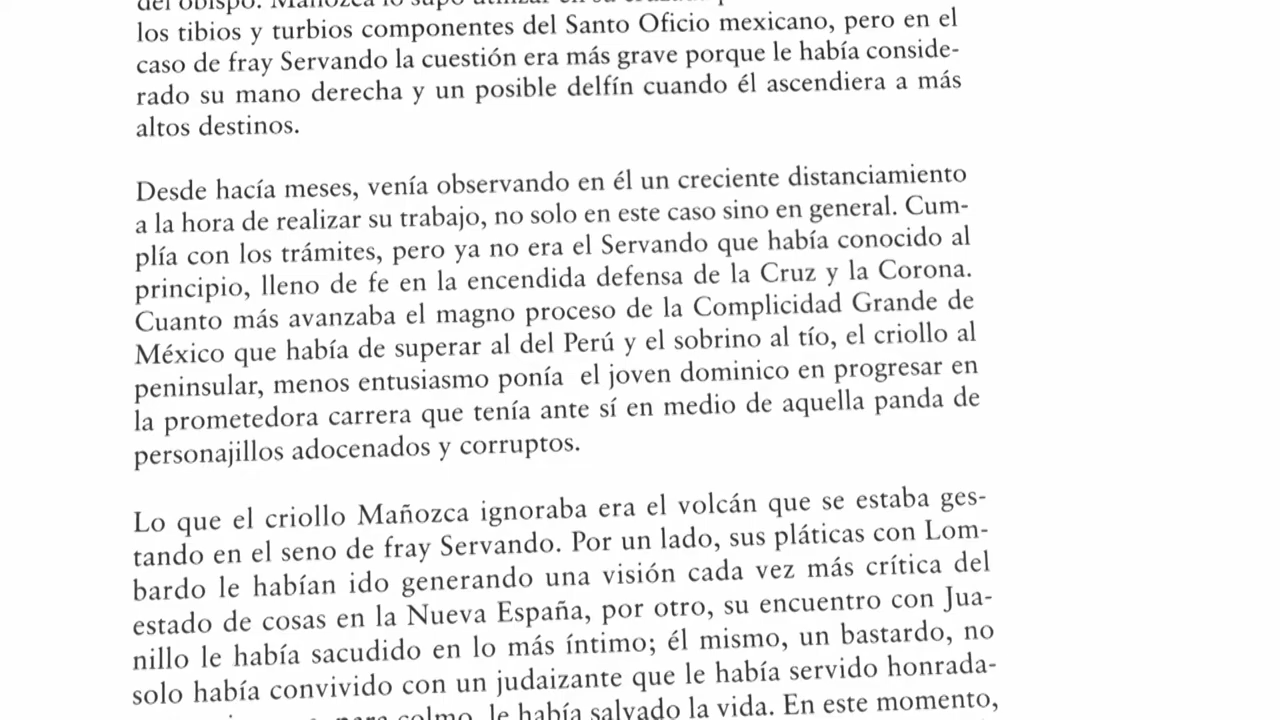 del obispo. Mañozca lo supo utilizar en su
los tibios y turbios componentes del Santo Oficio mexicano, pero en el
caso de fray Servando la cuestión era más grave porque le había conside-
rado su mano derecha y un posible delfín cuando él ascendiera a más
altos destinos.
Desde hacía meses, venía observando en él un creciente distanciamiento
a la hora de realizar su trabajo, no solo en este caso sino en general. Cum-
plía con los trámites, pero ya no era el Servando que había conocido al
principio, lleno de fe en la encendida defensa de la Cruz y la Corona.
Cuanto más avanzaba el magno proceso de la Complicidad Grande de
México que había de superar al del Perú y el sobrino al tío, el criollo al
peninsular, menos entusiasmo ponía el joven dominico en progresar en
la prometedora carrera que tenía ante sí en medio de aquella panda de
personajillos adocenados y corruptos.
Lo que el criollo Mañozca ignoraba era el volcán que se estaba ges-
tando en el seno de fray Servando. Por un lado, sus pláticas con Lom-
bardo le habían ido generando una visión cada vez más crítica del
estado de cosas en la Nueva España, por otro, su encuentro con Jua-
nillo le había sacudido en lo más íntimo; él mismo, un bastardo, no
solo había convivido con un judaizante que le había servido honrada-
para colmo, le había salvado la vida. En este momento,